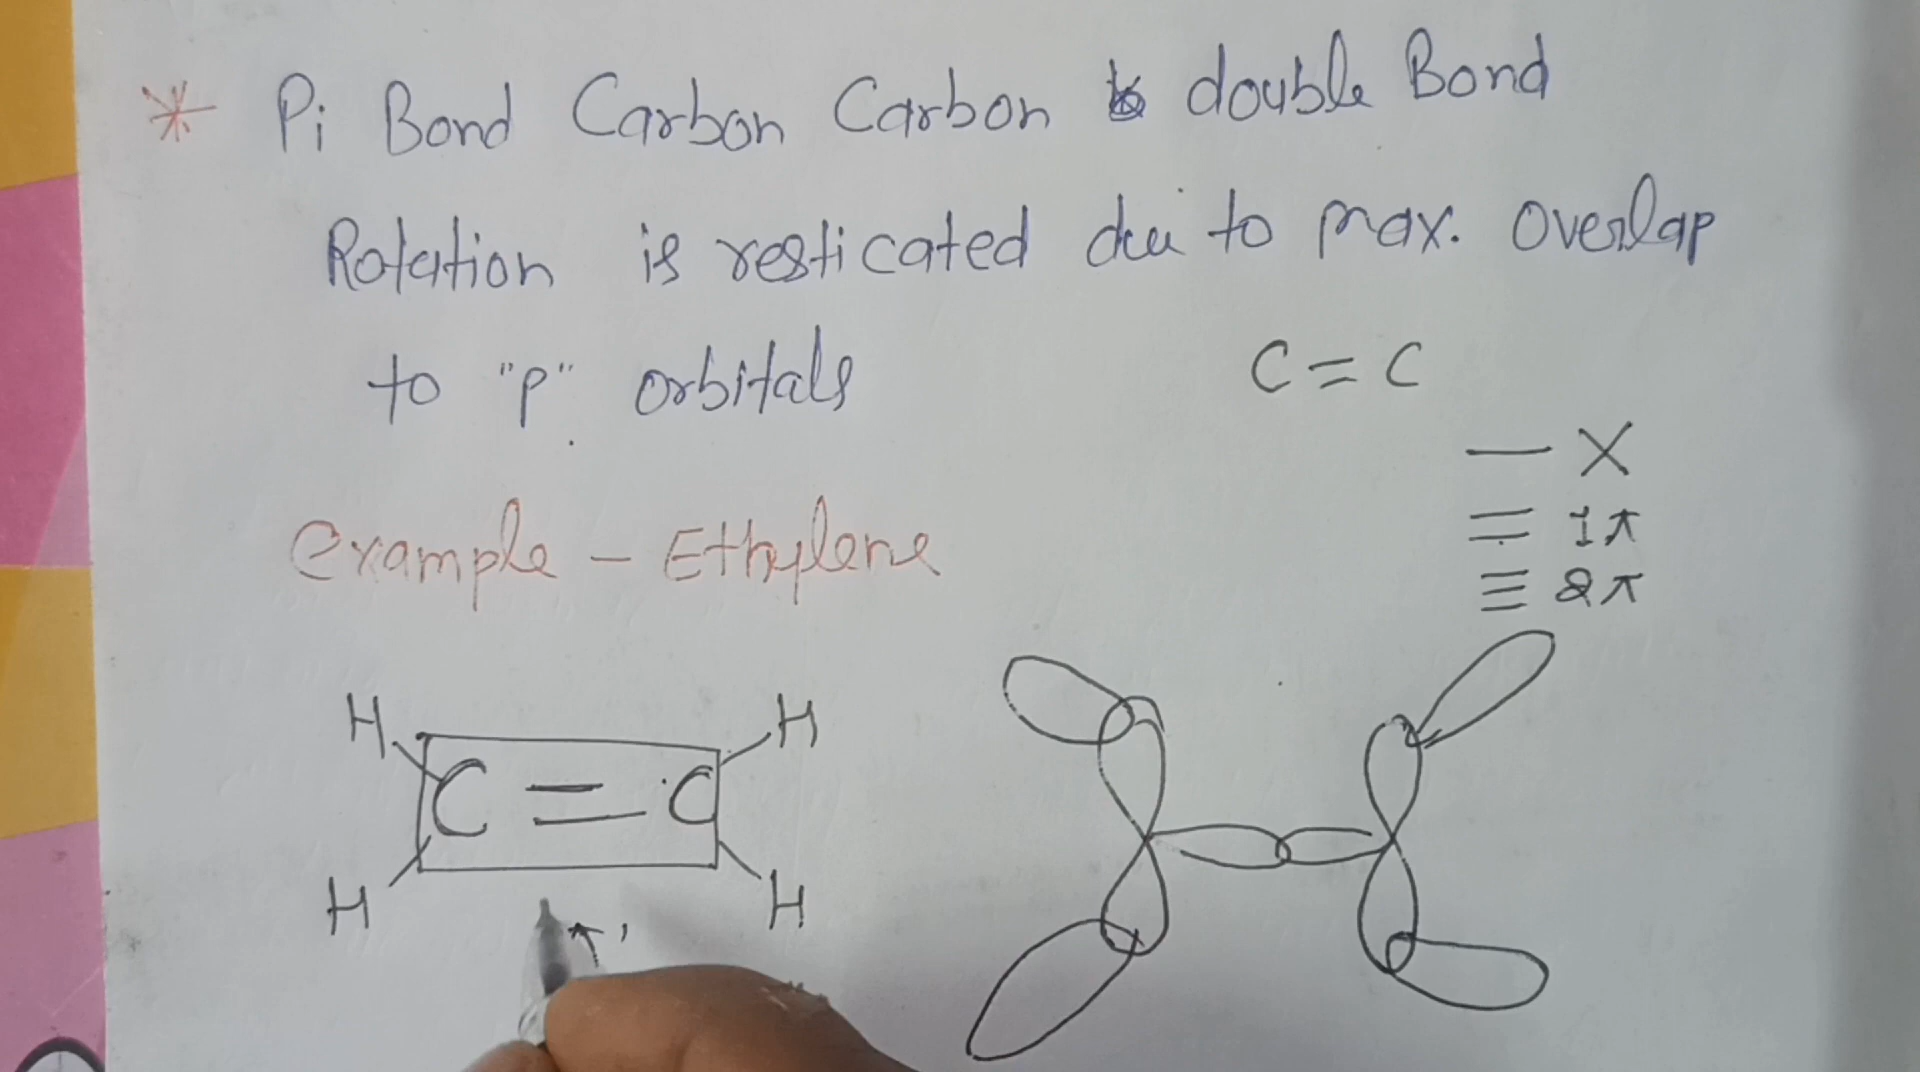 * Pi Bond Carbon Carbon double Bond
Rotation is resticated due to max. overlap
to "p" orbitals
C = C
— X
= 1π
≡ 2π
example - Ethylene
H H
C = C
H H